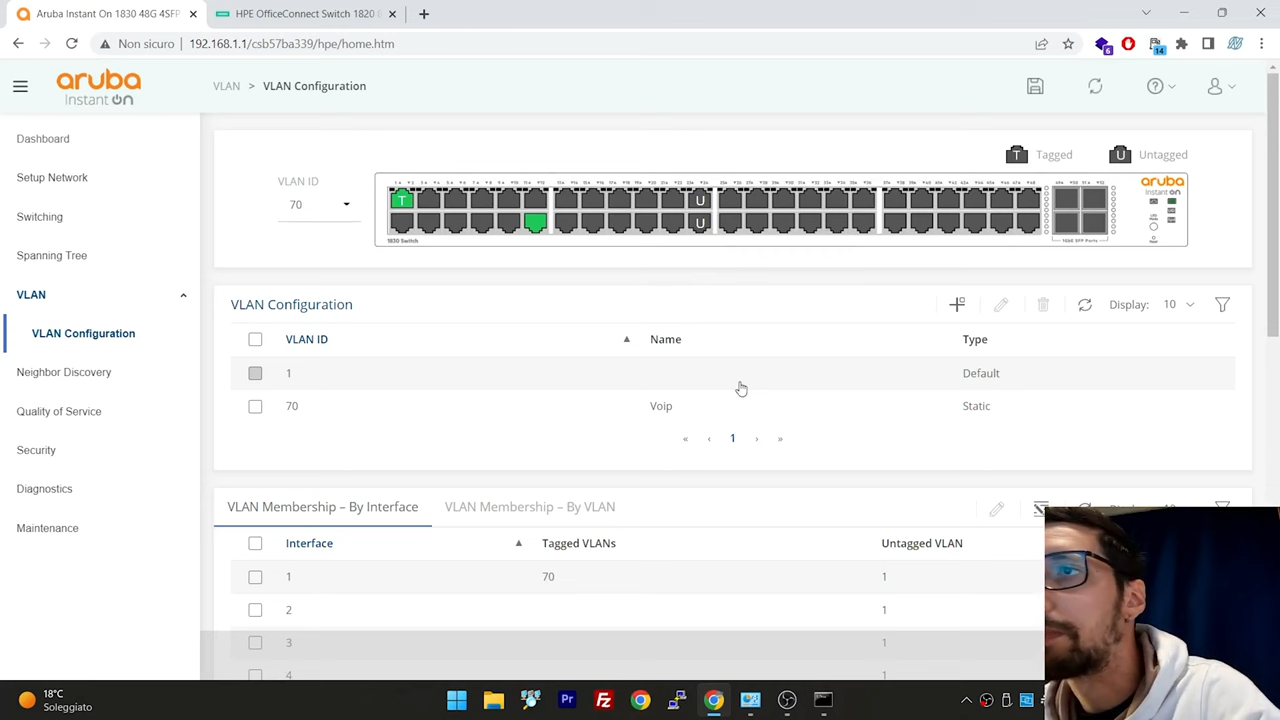 Aruba Instant On 1830 48G 4SFP
HPE OfficeConnect Switch 1820
Non sicuro
192.168.1.1/csb57ba339/hpe/home.htm
6
14
aruba
Instant On
VLAN > VLAN Configuration
Dashboard
Setup Network
Switching
Spanning Tree
VLAN
VLAN Configuration
Neighbor Discovery
Quality of Service
Security
Diagnostics
Maintenance
T Tagged
U Untagged
VLAN ID
70
T
U
U
1830 Switch
aruba
Instant On
VLAN Configuration
Display: 10
VLAN ID Name Type
1 Default
70 Voip Static
« ‹ 1 › »
VLAN Membership – By Interface
VLAN Membership – By VLAN
Interface Tagged VLANs Untagged VLAN
1 70 1
2 1
3 1
4 1
18°C
Soleggiato